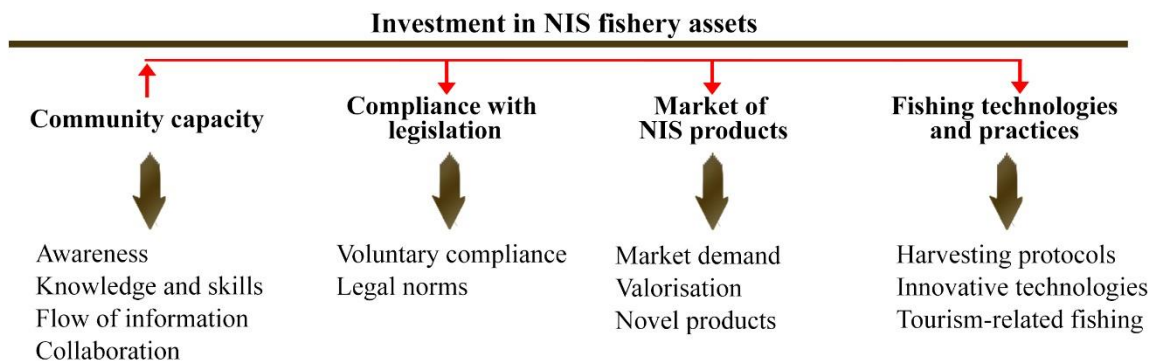 Investment in NIS fishery assets
Community capacity
Compliance with
legislation
Market of
NIS products
Fishing technologies
and practices
Awareness
Knowledge and skills
Flow of information
Collaboration
Voluntary compliance
Legal norms
Market demand
Valorisation
Novel products
Harvesting protocols
Innovative technologies
Tourism-related fishing